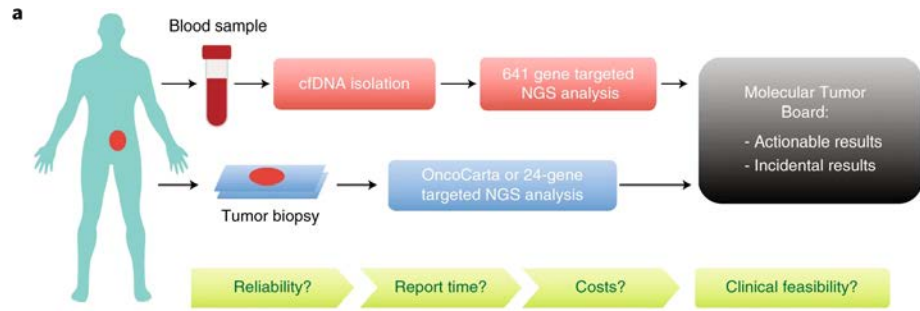 a
Blood sample
cfDNA isolation
641 gene targeted
NGS analysis
Molecular Tumor
Board:
- Actionable results
- Incidental results
Tumor biopsy
OncoCarta or 24-gene
targeted NGS analysis
Reliability?
Report time?
Costs?
Clinical feasibility?